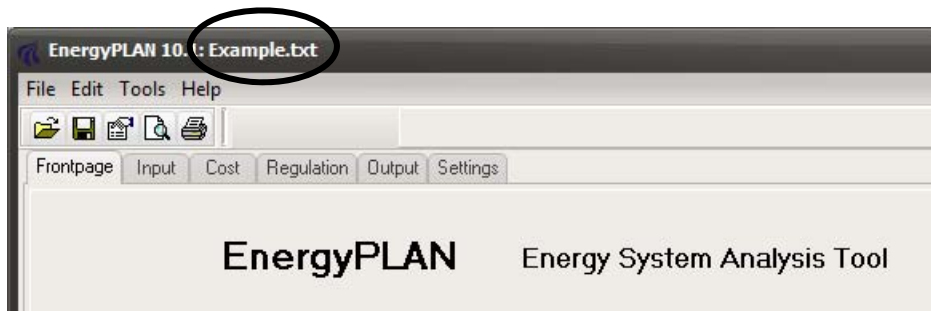 EnergyPLAN 10.1: Example.txt
File Edit Tools Help
Frontpage Input Cost Regulation Output Settings
EnergyPLAN Energy System Analysis Tool